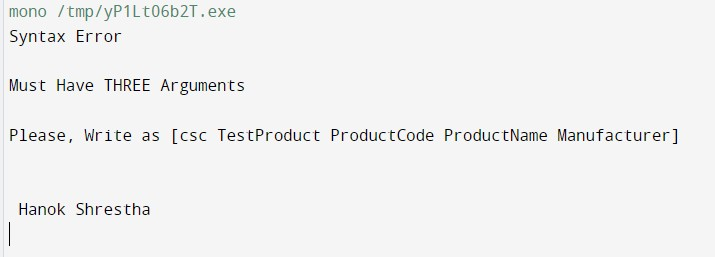 mono /tmp/yP1Lt06b2T.exe
Syntax Error
Must Have THREE Arguments
Please, Write as [csc TestProduct ProductCode ProductName Manufacturer]
Hanok Shrestha